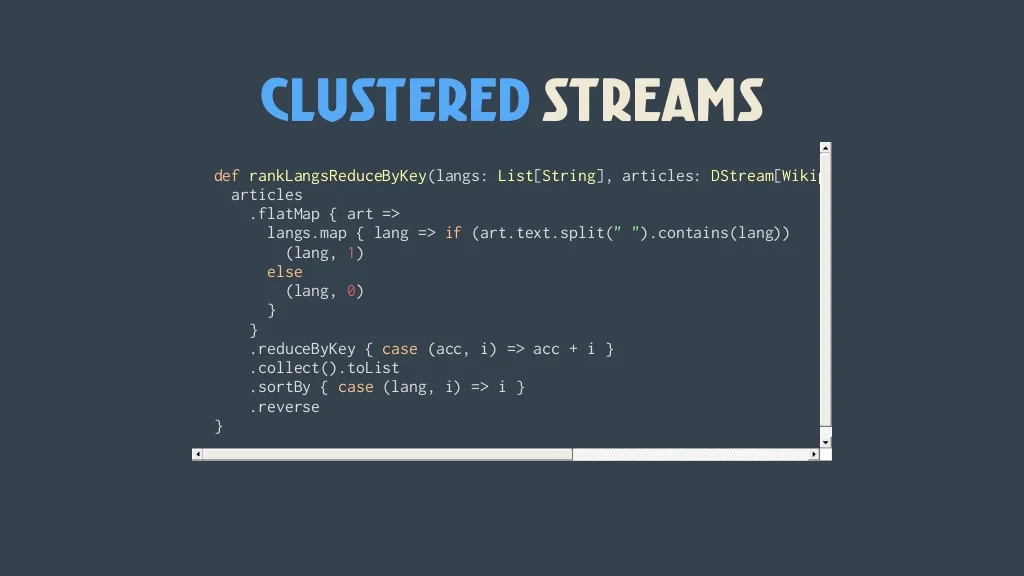 CLUSTERED STREAMS
def rankLangsReduceByKey(langs: List[String], articles: DStream[Wikip
  articles
    .flatMap { art =>
      langs.map { lang => if (art.text.split(" ").contains(lang))
        (lang, 1)
      else
        (lang, 0)
      }
    }
    .reduceByKey { case (acc, i) => acc + i }
    .collect().toList
    .sortBy { case (lang, i) => i }
    .reverse
}